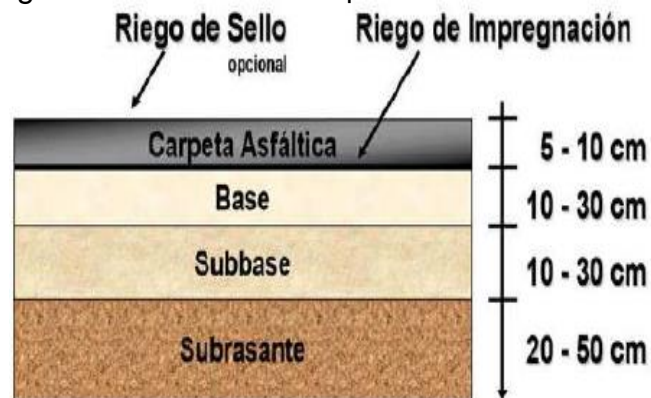 Riego de Sello
opcional
Riego de Impregnación
Carpeta Asfáltica
5 - 10 cm
Base
10 - 30 cm
Subbase
10 - 30 cm
Subrasante
20 - 50 cm